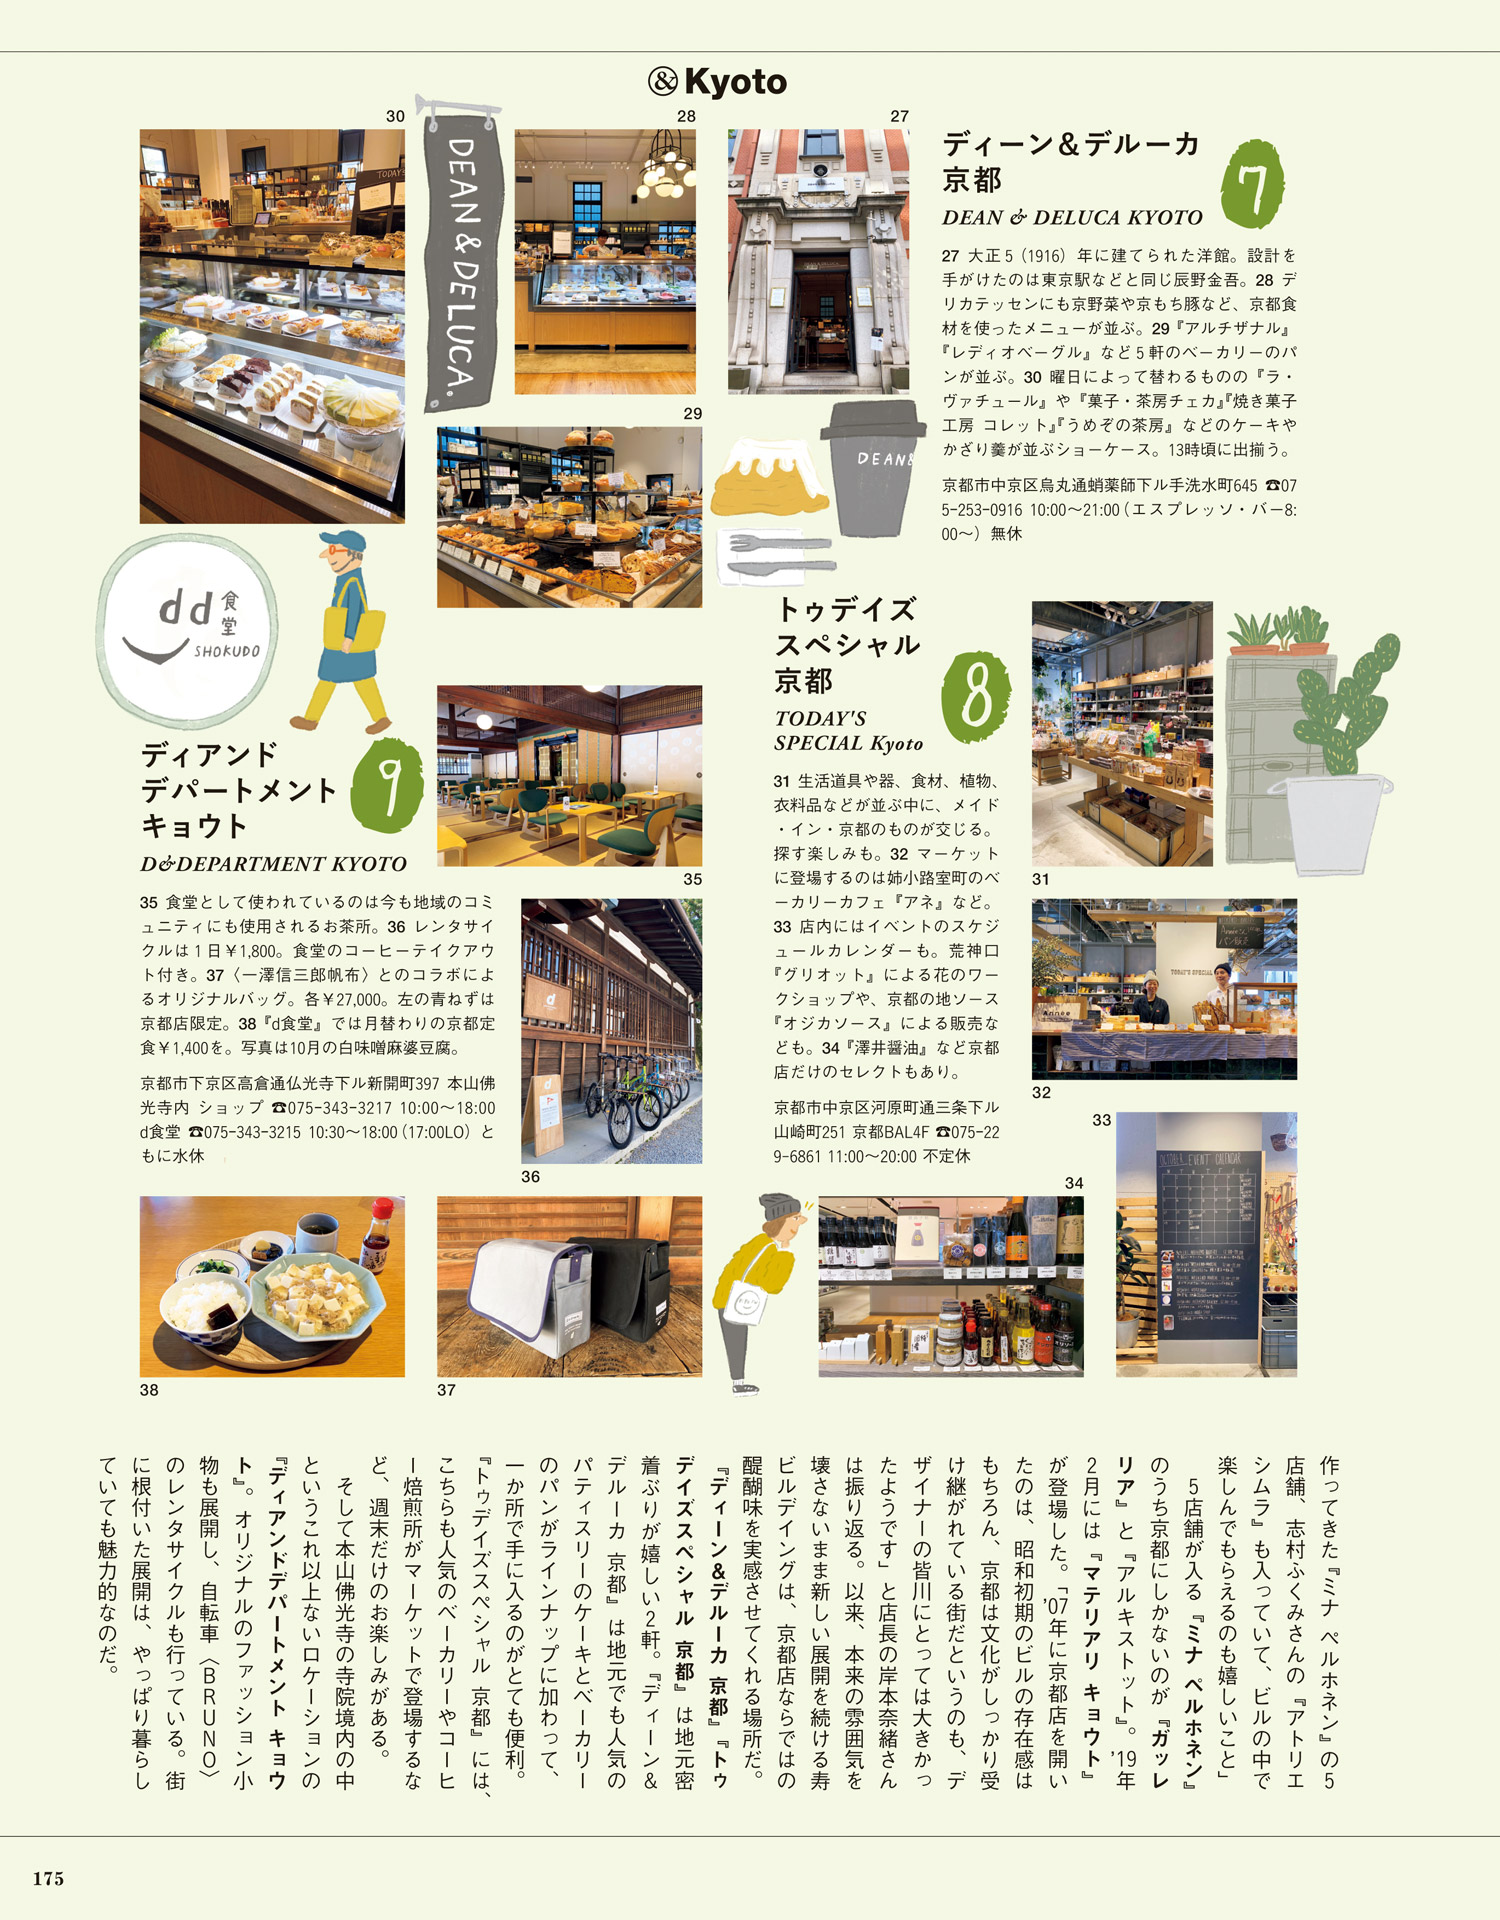 &Kyoto
ディーン＆デルーカ
京都
DEAN & DELUCA KYOTO
7
27 大正5（1916）年に建てられた洋館。設計を
手がけたのは東京駅などと同じ辰野金吾。28 デ
リカテッセンにも京野菜や京もち豚など、京都食
材を使ったメニューが並ぶ。29『アルチザナル』
『レディオベーグル』など5軒のベーカリーのパ
ンが並ぶ。30 曜日によって替わるものの『ラ・
ヴァチュール』や『菓子・茶房チェカ』『焼き菓子
工房 コレット』『うめぞの茶房』などのケーキや
かざり羹が並ぶショーケース。13時頃に出揃う。
京都市中京区烏丸通蛸薬師下ル手洗水町645 ☎07
5-253-0916 10:00〜21:00（エスプレッソ・バー8:
00〜）無休
27
28
30
DEAN & DELUCA.
29
DEAN&
dd食堂
SHOKUDO
トゥデイズ
スペシャル
京都
TODAY'S
SPECIAL Kyoto
8
31 生活道具や器、食材、植物、
衣料品などが並ぶ中に、メイド
・イン・京都のものが交じる。
探す楽しみも。32 マーケット
に登場するのは姉小路室町のベ
ーカリーカフェ『アネ』など。
33 店内にはイベントのスケジ
ュールカレンダーも。荒神口
『グリオット』による花のワー
クショップや、京都の地ソース
『オジカソース』による販売な
ども。34『澤井醤油』など京都
店だけのセレクトもあり。
京都市中京区河原町通三条下ル
山崎町251 京都BAL4F ☎075-22
9-6861 11:00〜20:00 不定休
31
TODAY'S SPECIAL
Annee
パン販売
32
33
OCTOBER EVENT CALENDAR
34
ディアンド
デパートメント
キョウト
D&DEPARTMENT KYOTO
9
35 食堂として使われているのは今も地域のコミ
ュニティにも使用されるお茶所。36 レンタサイ
クルは1日￥1,800。食堂のコーヒーテイクアウ
ト付き。37〈一澤信三郎帆布〉とのコラボによ
るオリジナルバッグ。各￥27,000。左の青ねずは
京都店限定。38『d食堂』では月替わりの京都定
食￥1,400を。写真は10月の白味噌麻婆豆腐。
京都市下京区高倉通仏光寺下ル新開町397 本山佛
光寺内 ショップ ☎075-343-3217 10:00〜18:00
d食堂 ☎075-343-3215 10:30〜18:00（17:00LO）と
もに水休
35
36
37
38
作ってきた『ミナ ペルホネン』の5
店舗、志村ふくみさんの『アトリエ
シムラ』も入っていて、ビルの中で
楽しんでもらえるのも嬉しいこと」
5店舗が入る『ミナ ペルホネン』
のうち京都にしかないのが『ガッレ
リア』と『アルキストット』。'19年
2月には『マテリアリ キョウト』
が登場した。「'07年に京都店を開い
たのは、昭和初期のビルの存在感は
もちろん、京都は文化がしっかり受
け継がれている街だというのも、デ
ザイナーの皆川にとっては大きかっ
たようです」と店長の岸本奈緒さん
は振り返る。以来、本来の雰囲気を
壊さないまま新しい展開を続ける寿
ビルデイングは、京都店ならではの
醍醐味を実感させてくれる場所だ。
『ディーン&デルーカ 京都』『トゥ
デイズスペシャル 京都』は地元密
着ぶりが嬉しい2軒。『ディーン&
デルーカ 京都』は地元でも人気の
パティスリーのケーキとベーカリー
のパンがラインナップに加わって、
一か所で手に入るのがとても便利。
『トゥデイズスペシャル 京都』には、
こちらも人気のベーカリーやコーヒ
ー焙煎所がマーケットで登場するな
ど、週末だけのお楽しみがある。
そして本山佛光寺の寺院境内の中
というこれ以上ないロケーションの
『ディアンドデパートメント キョウ
ト』。オリジナルのファッション小
物も展開し、自転車〈BRUNO〉
のレンタサイクルも行っている。街
に根付いた展開は、やっぱり暮らし
ていても魅力的なのだ。
175